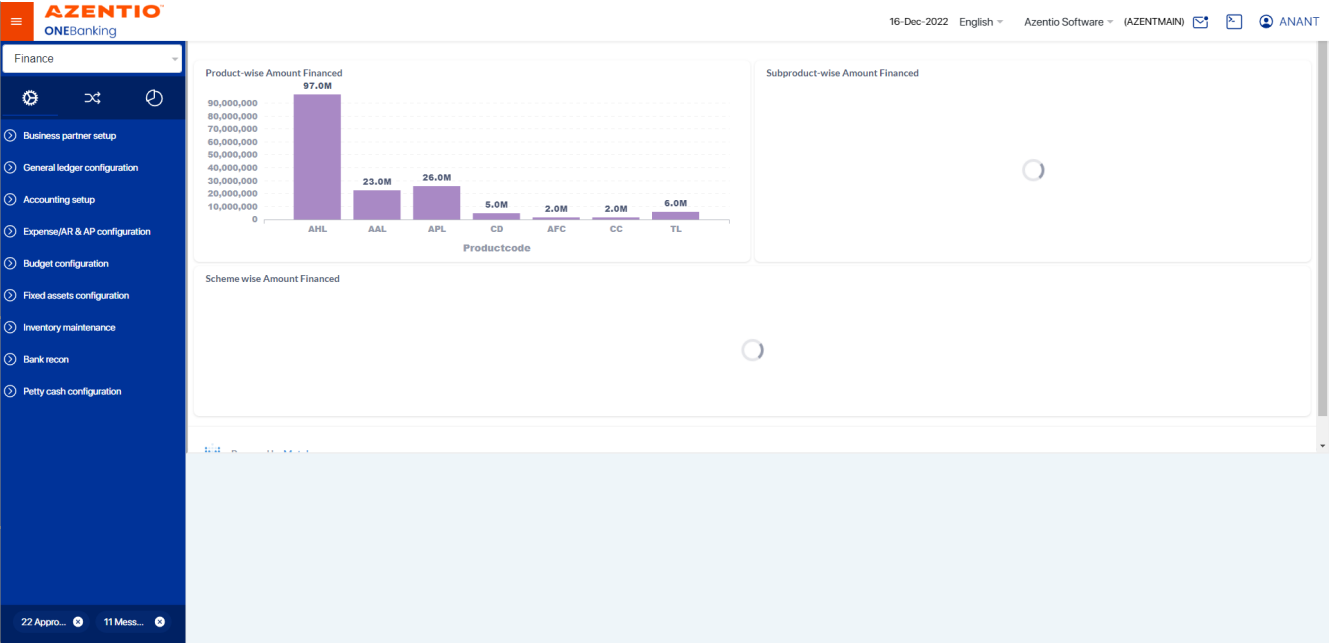 AZENTIO™
ONEBanking
16-Dec-2022 English Azentio Software (AZENTMAIN) ANANT
Finance
Business partner setup
General ledger configuration
Accounting setup
Expense/AR & AP configuration
Budget configuration
Fixed assets configuration
Inventory maintenance
Bank recon
Petty cash configuration
22 Appro...
11 Mess...
Product-wise Amount Financed
97.0M
90,000,000
80,000,000
70,000,000
60,000,000
50,000,000
40,000,000
30,000,000
20,000,000
10,000,000
0
23.0M
26.0M
5.0M
2.0M
2.0M
6.0M
AHL AAL APL CD AFC CC TL
Productcode
Subproduct-wise Amount Financed
Scheme wise Amount Financed